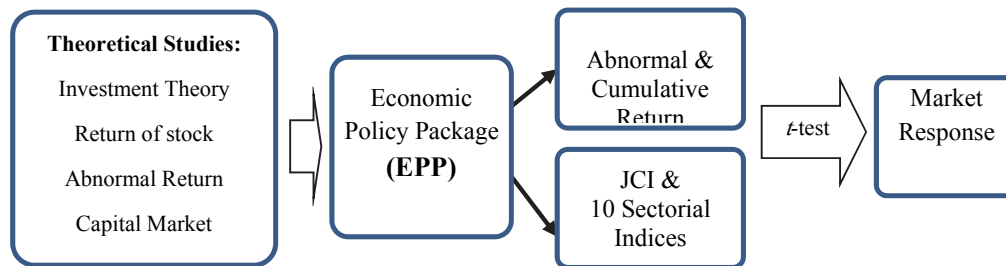 Theoretical Studies:
Investment Theory
Return of stock
Abnormal Return
Capital Market
Economic
Policy Package
(EPP)
Abnormal &
Cumulative
Return
JCI &
10 Sectorial
Indices
t-test
Market
Response